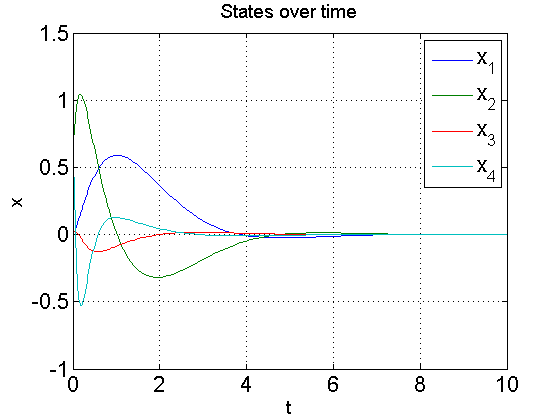 States over time
1.5
1
0.5
0
-0.5
-1
x
0 2 4 6 8 10
t
x₁
x₂
x₃
x₄